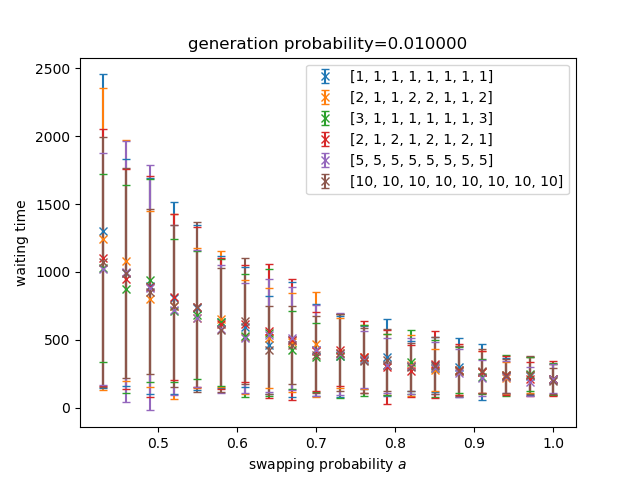 generation probability=0.010000
2500
2000
1500
1000
500
0
waiting time
[1, 1, 1, 1, 1, 1, 1, 1]
[2, 1, 1, 2, 2, 1, 1, 2]
[3, 1, 1, 1, 1, 1, 1, 3]
[2, 1, 2, 1, 2, 1, 2, 1]
[5, 5, 5, 5, 5, 5, 5, 5]
[10, 10, 10, 10, 10, 10, 10, 10]
0.5 0.6 0.7 0.8 0.9 1.0
swapping probability a